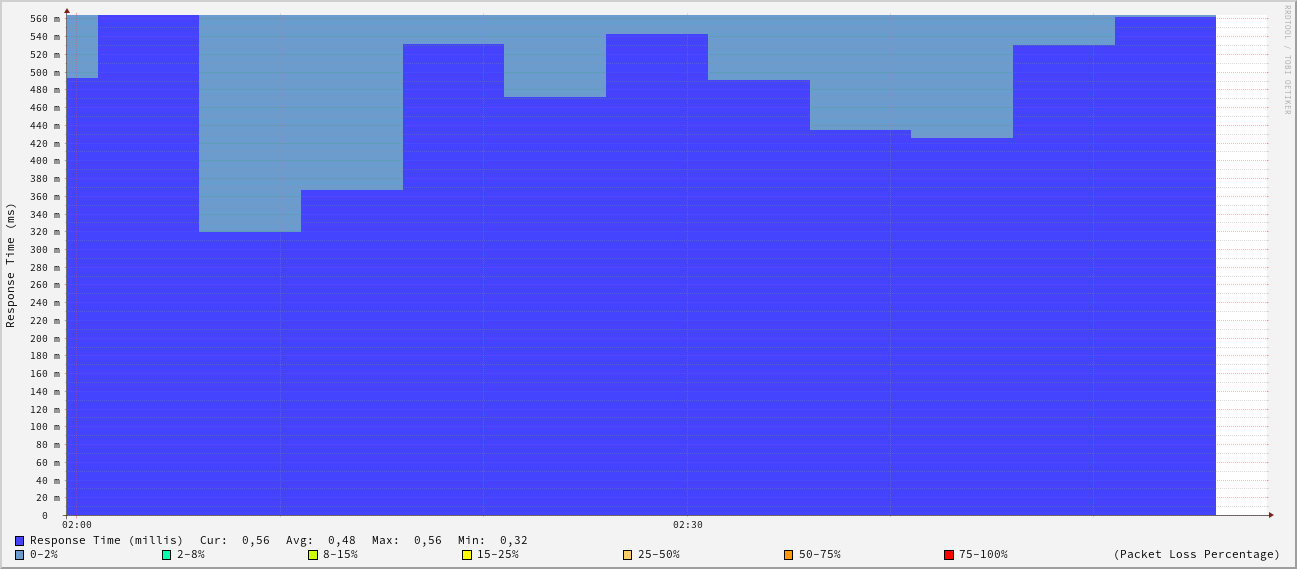 RRDTOOL / TOBI OETIKER
Response Time (ms)
560 m
540 m
520 m
500 m
480 m
460 m
440 m
420 m
400 m
380 m
360 m
340 m
320 m
300 m
280 m
260 m
240 m
220 m
200 m
180 m
160 m
140 m
120 m
100 m
80 m
60 m
40 m
20 m
0
02:00 02:30
Response Time (millis) Cur: 0,56 Avg: 0,48 Max: 0,56 Min: 0,32
0-2% 2-8% 8-15% 15-25% 25-50% 50-75% 75-100% (Packet Loss Percentage)